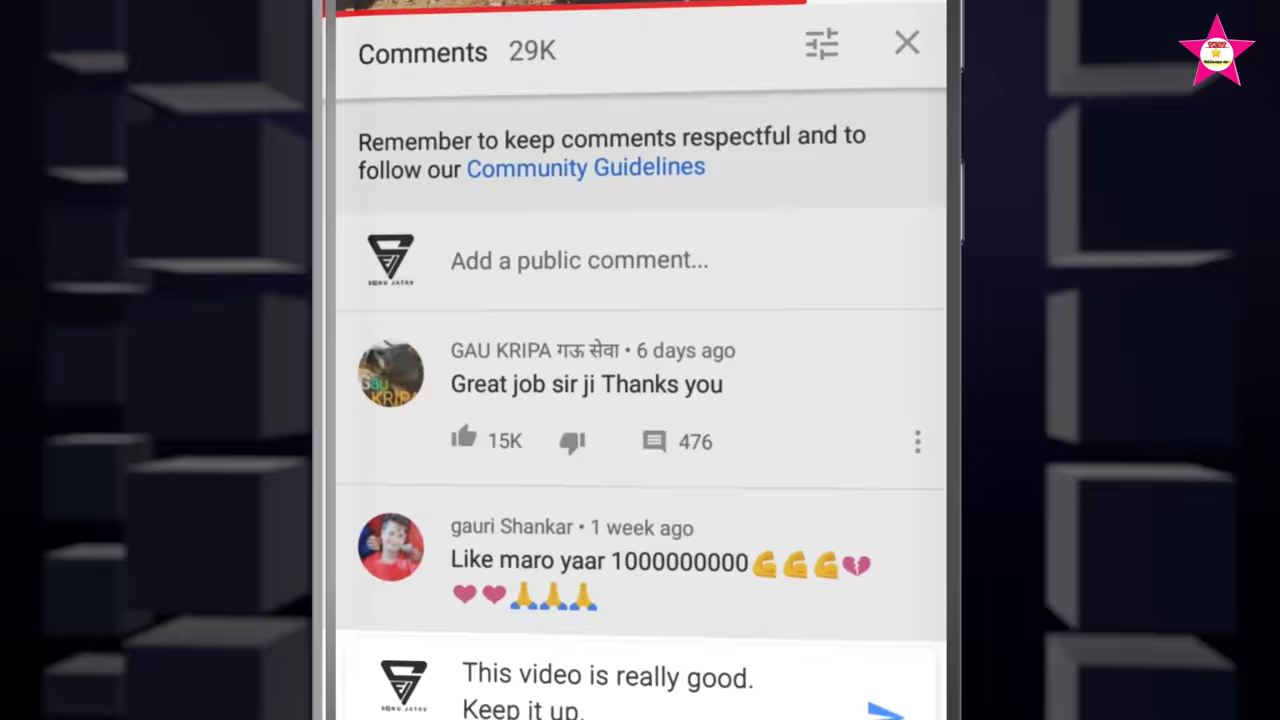 Comments 29K
Remember to keep comments respectful and to
follow our Community Guidelines
Add a public comment...
GAU KRIPA गऊ सेवा • 6 days ago
Great job sir ji Thanks you
15K 476
gauri Shankar • 1 week ago
Like maro yaar 1000000000💪💪💪💔
❤❤🙏🙏🙏
This video is really good.
Keep it up.